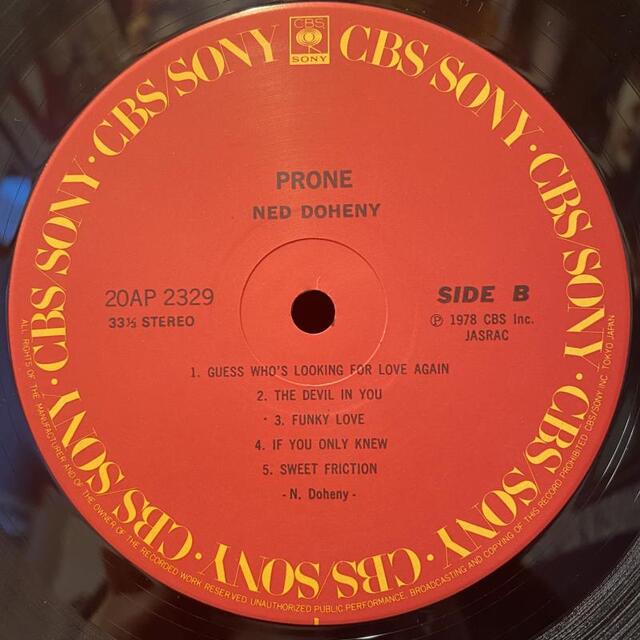 CBS
SONY
CBS/SONY · CBS/SONY · CBS/SONY · CBS/SONY · CBS/SONY · CBS/SONY · CBS/SONY · CBS/SONY
PRONE
NED DOHENY
20AP 2329
SIDE B
33⅓ STEREO
Ⓟ 1978 CBS Inc.
JASRAC
1. GUESS WHO'S LOOKING FOR LOVE AGAIN
2. THE DEVIL IN YOU
3. FUNKY LOVE
4. IF YOU ONLY KNEW
5. SWEET FRICTION
- N. Doheny -
ALL RIGHTS OF THE MANUFACTURER AND OF THE OWNER OF THE RECORDED WORK RESERVED UNAUTHORIZED PUBLIC PERFORMANCE, BROADCASTING AND COPYING OF THIS RECORD PROHIBITED CBS/SONY INC. TOKYO JAPAN